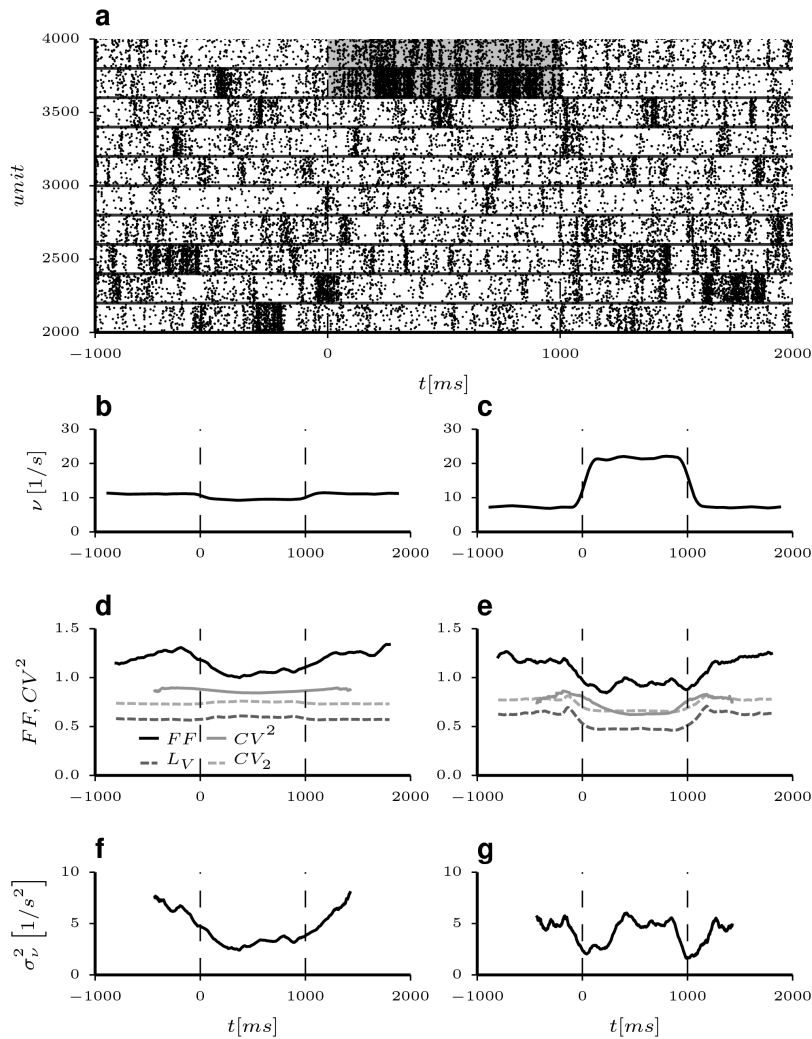 a
4000
3500
unit
3000
2500
2000
−1000 0 1000 2000
t[ms]
b c
30 30
20 20
ν [1/s]
10 10
0 0
−1000 0 1000 2000 −1000 0 1000 2000
d e
1.5 1.5
1.0 1.0
FF, CV²
0.5 0.5
FF CV²
L_V CV₂
0.0 0.0
−1000 0 1000 2000 −1000 0 1000 2000
f g
10 10
σ²_ν [1/s²]
5 5
0 0
−1000 0 1000 2000 −1000 0 1000 2000
t[ms] t[ms]